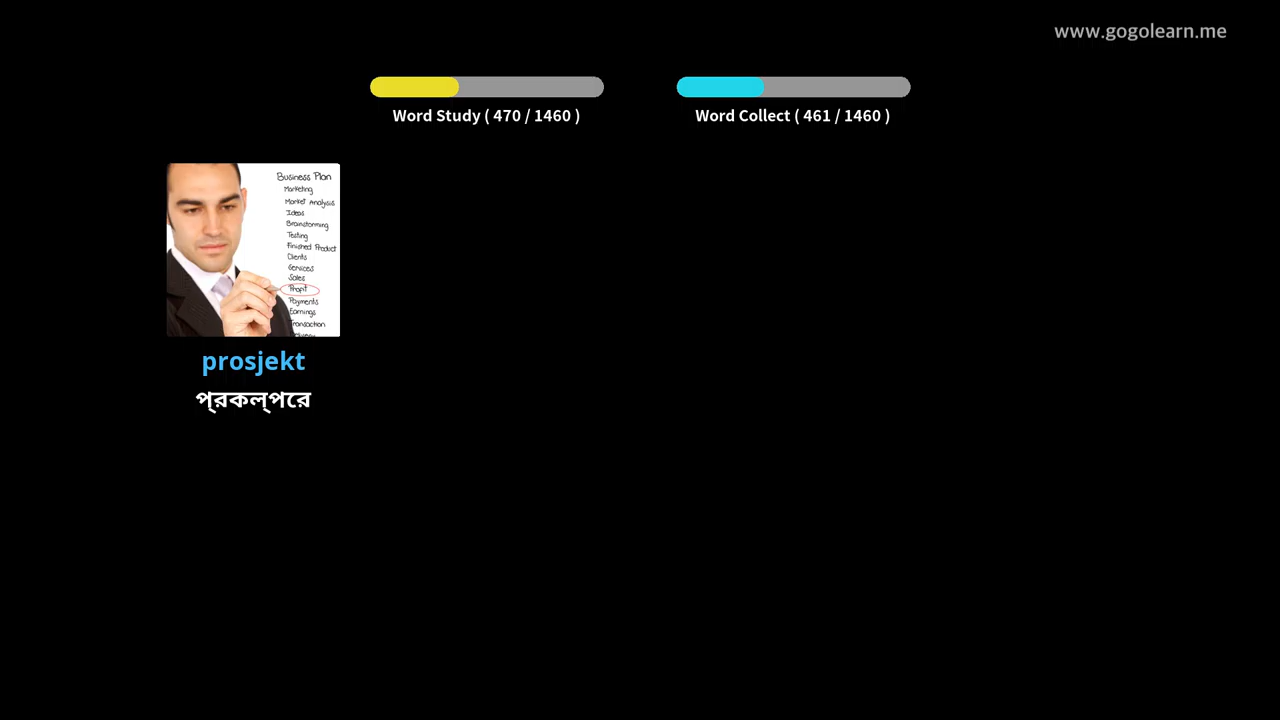 www.gogolearn.me
Word Study ( 470 / 1460 )
Word Collect ( 461 / 1460 )
Business Plan
Marketing
Market Analysis
Ideas
Brainstorming
Testing
Finished Product
Clients
Services
Sales
Profit
Payments
Earnings
Transaction
prosjekt
প্রকল্পরে